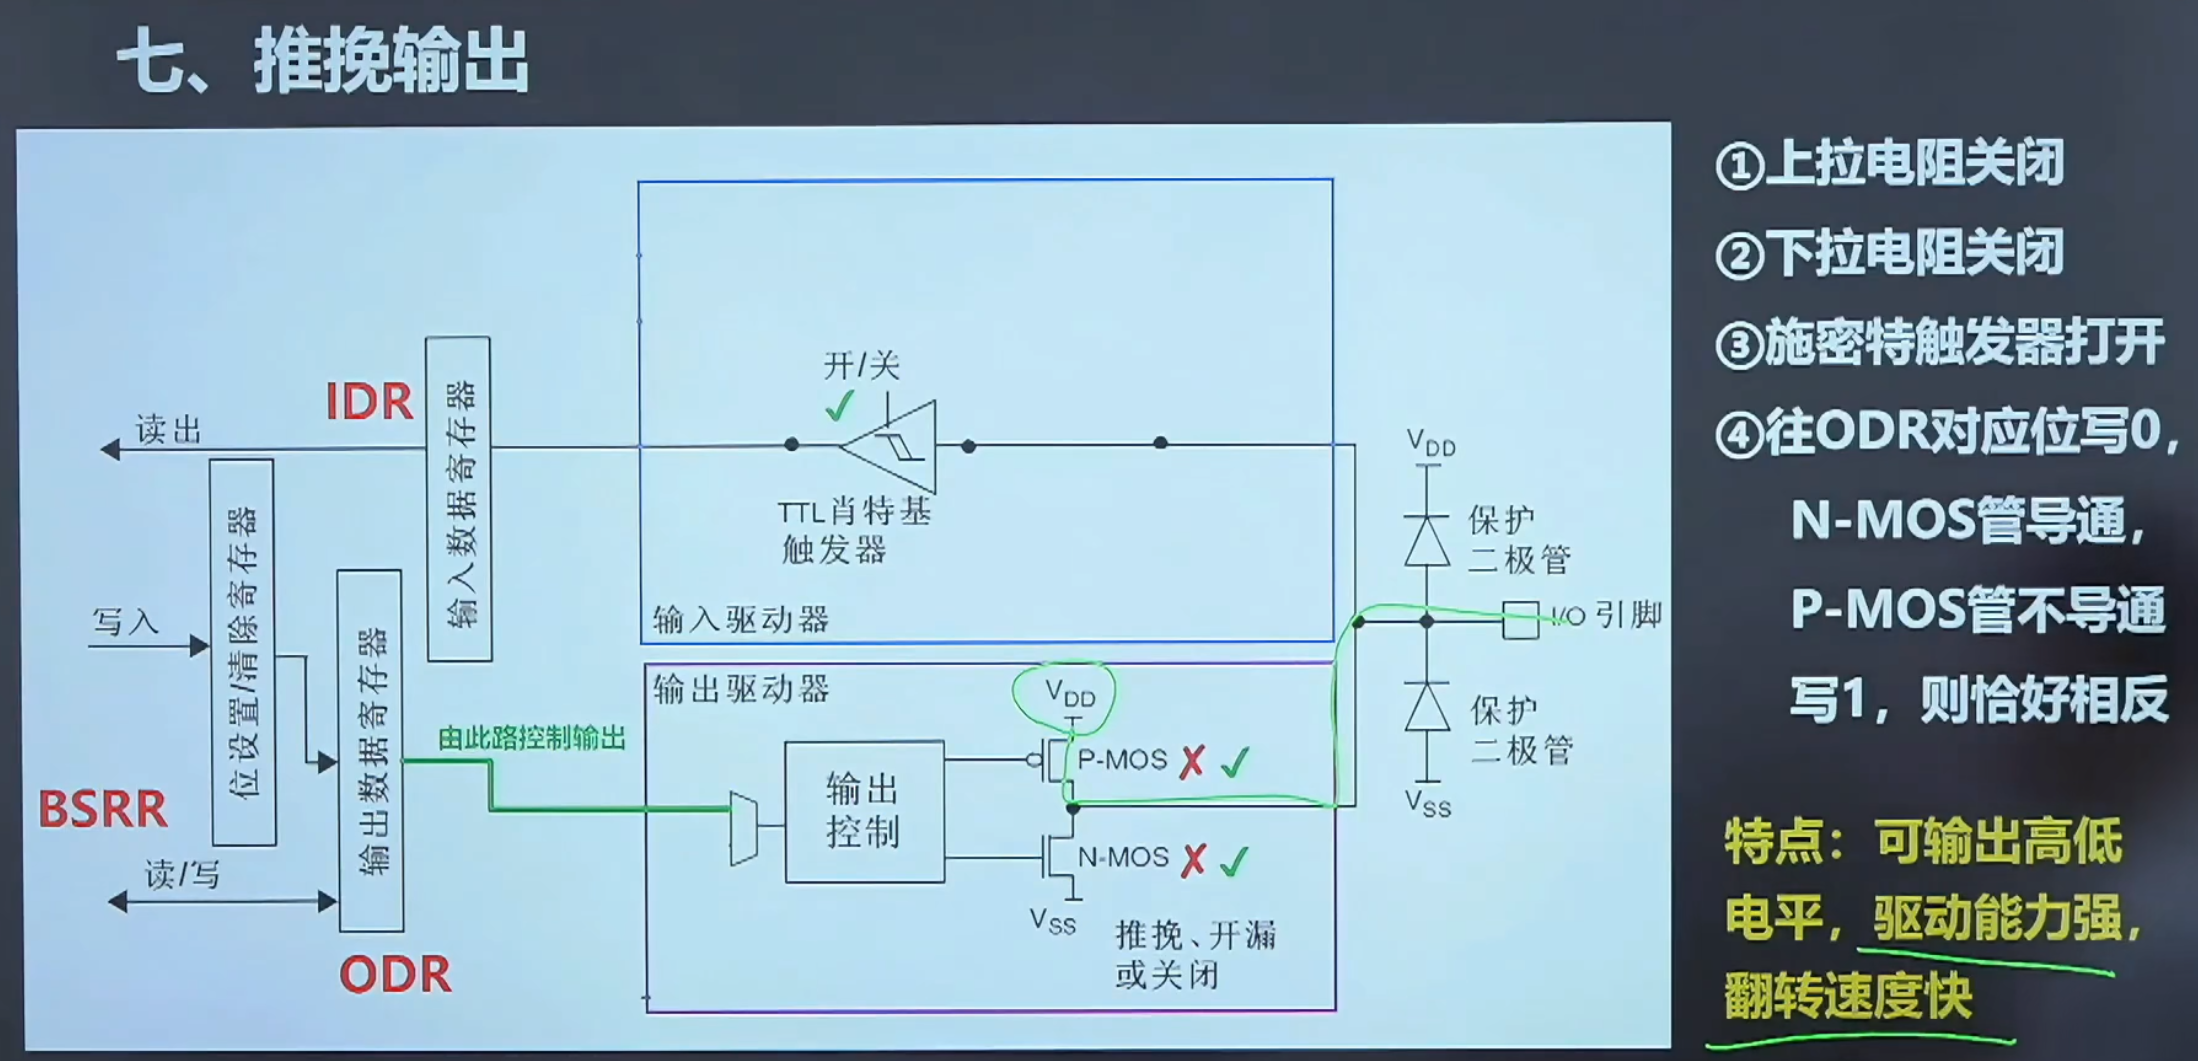 七、推挽输出
①上拉电阻关闭
②下拉电阻关闭
③施密特触发器打开
④往ODR对应位写0，
N-MOS管导通，
P-MOS管不导通
写1，则恰好相反
特点：可输出高低
电平，驱动能力强，
翻转速度快
开/关
IDR
读出
输入数据寄存器
TTL肖特基
触发器
输入驱动器
VDD
保护
二极管
I/O 引脚
保护
二极管
VSS
写入
位设置/清除寄存器
输出数据寄存器
BSRR
读/写
ODR
由此路控制输出
输出驱动器
VDD
P-MOS ✗ ✓
输出
控制
N-MOS ✗ ✓
VSS
推挽、开漏
或关闭